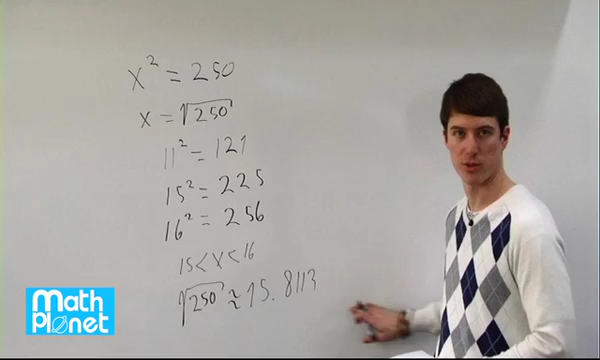 x² = 250
x = √250
11² = 121
15² = 225
16² = 256
15 < x < 16
√250 ≈ 15.8113
Math
Planet